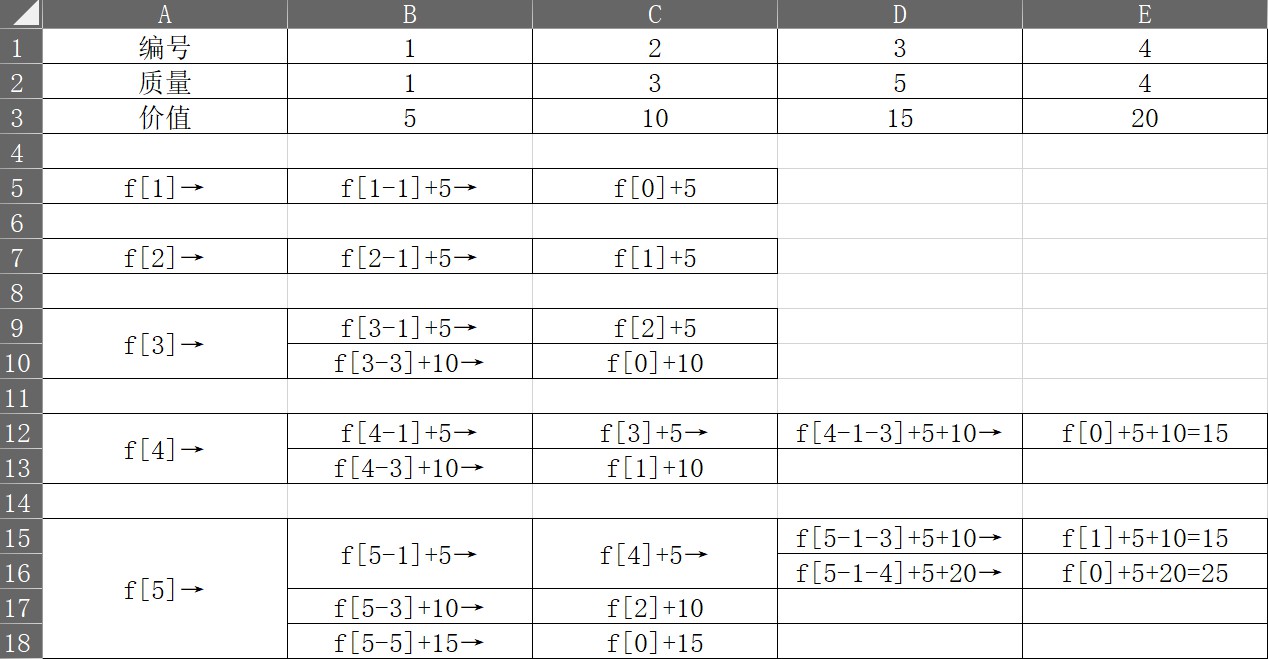 A B C D E
1 编号 1 2 3 4
2 质量 1 3 5 4
3 价值 5 10 15 20
4
5 f[1]→ f[1-1]+5→ f[0]+5
6
7 f[2]→ f[2-1]+5→ f[1]+5
8
9 f[3]→ f[3-1]+5→ f[2]+5
10 f[3-3]+10→ f[0]+10
11
12 f[4]→ f[4-1]+5→ f[3]+5→ f[4-1-3]+5+10→ f[0]+5+10=15
13 f[4-3]+10→ f[1]+10
14
15 f[5]→ f[5-1]+5→ f[4]+5→ f[5-1-3]+5+10→ f[1]+5+10=15
16 f[5-1-4]+5+20→ f[0]+5+20=25
17 f[5-3]+10→ f[2]+10
18 f[5-5]+15→ f[0]+15